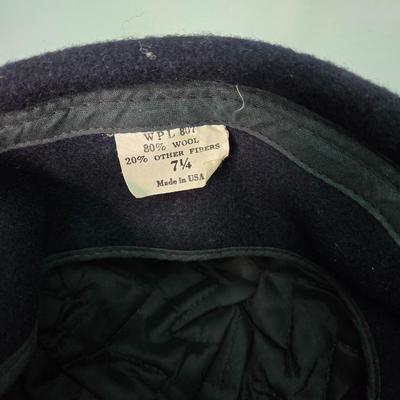 WPL 807
80% WOOL
20% OTHER FIBERS
7¼
Made in USA